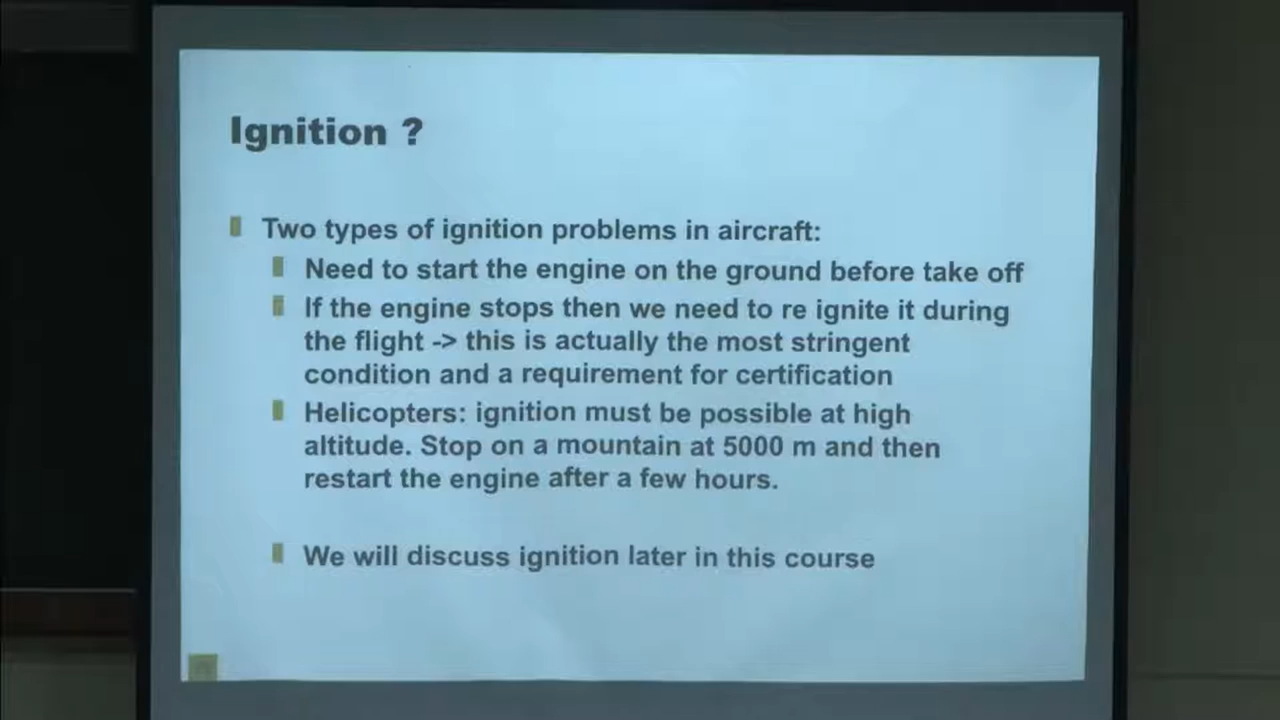 Ignition ?
Two types of ignition problems in aircraft:
Need to start the engine on the ground before take off
If the engine stops then we need to re ignite it during
the flight -> this is actually the most stringent
condition and a requirement for certification
Helicopters: ignition must be possible at high
altitude. Stop on a mountain at 5000 m and then
restart the engine after a few hours.
We will discuss ignition later in this course